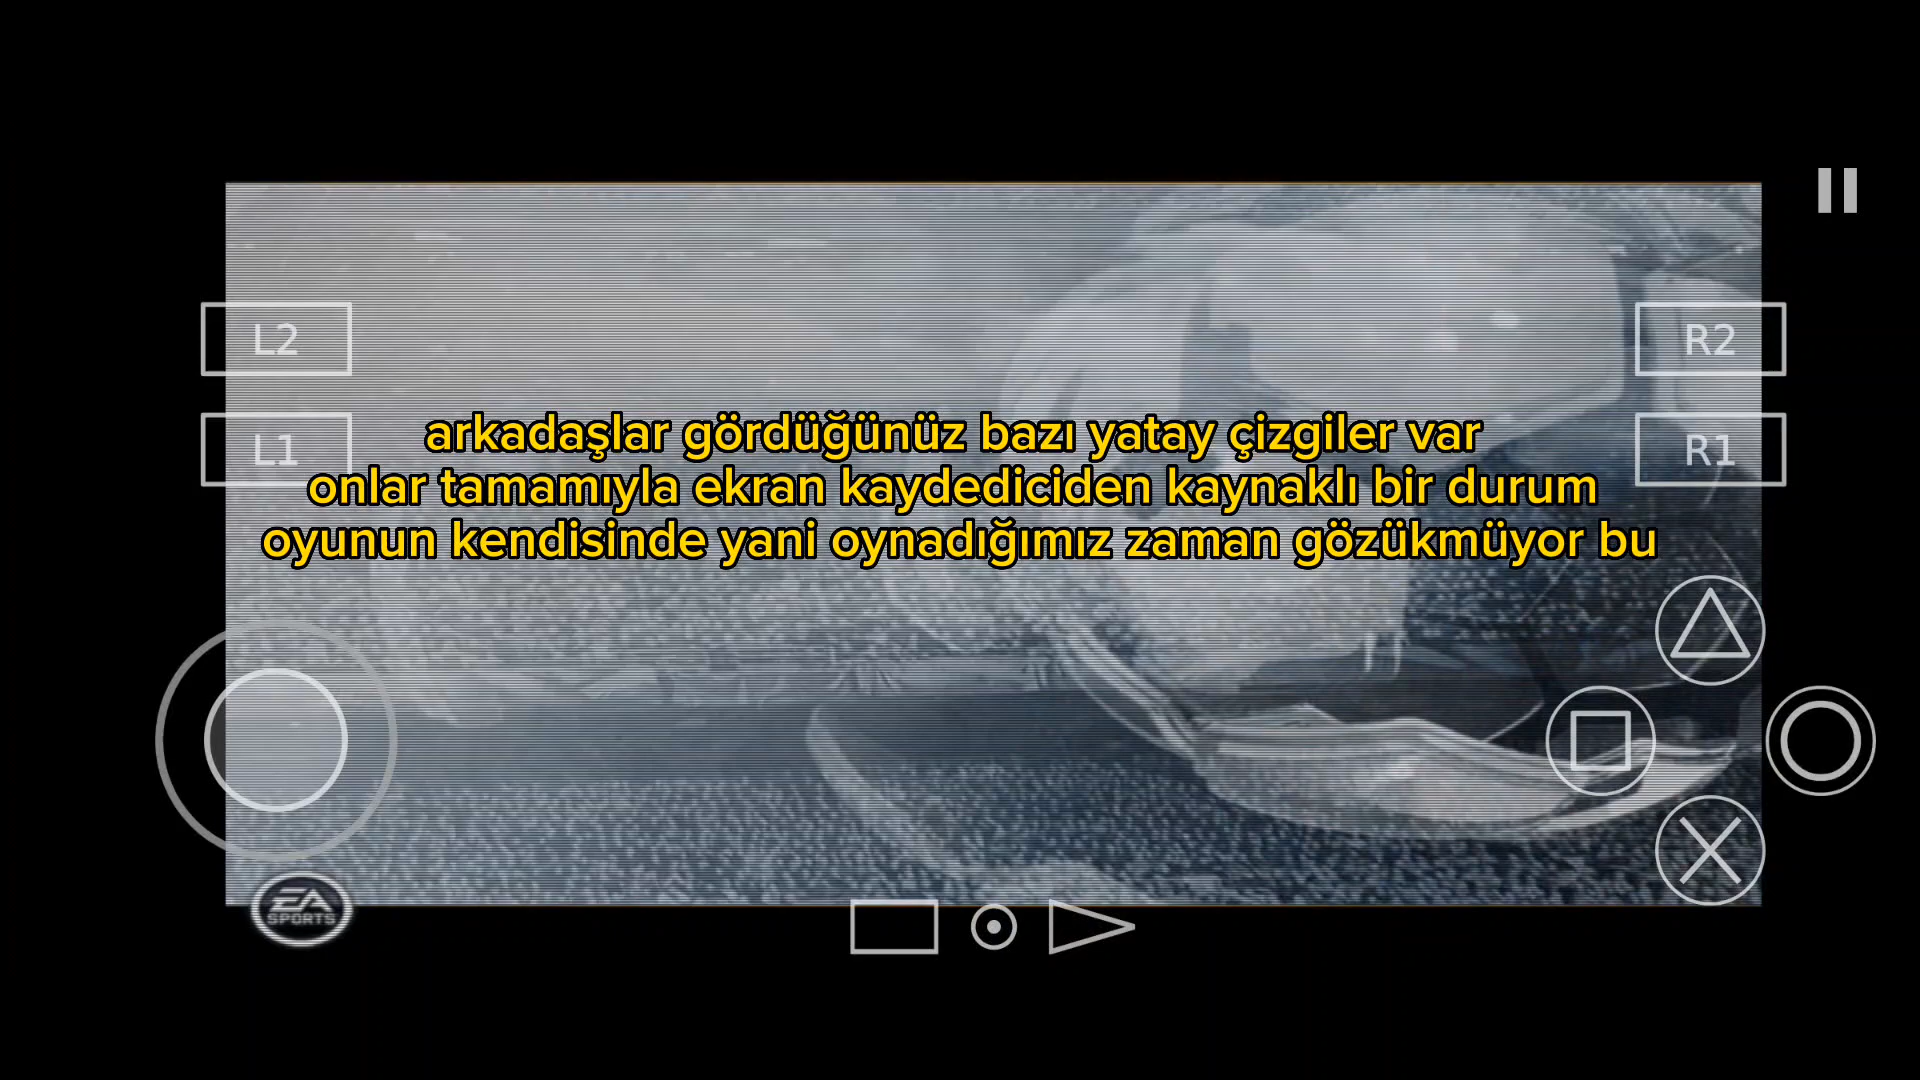 L2
R2
L1
R1
arkadaşlar gördüğünüz bazı yatay çizgiler var
onlar tamamıyla ekran kaydediciden kaynaklı bir durum
oyunun kendisinde yani oynadığımız zaman gözükmüyor bu
EA
SPORTS